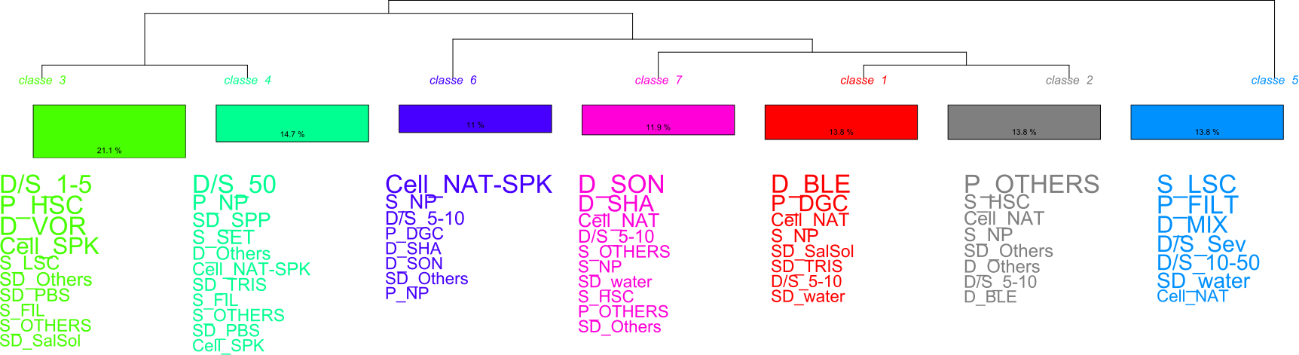 classe 3
classe 4
classe 6
classe 7
classe 1
classe 2
classe 5
21.1 %
14.7 %
11 %
11.9 %
13.8 %
13.8 %
13.8 %
D/S_1-5
P_HSC
D_VOR
Cell_SPK
S_LSC
SD_Others
SD_PBS
S_FIL
S_OTHERS
SD_SalSol
D/S_50
P_NP
SD_SPP
S_SET
D_Others
Cell_NAT-SPK
SD_TRIS
S_FIL
S_OTHERS
SD_PBS
Cell_SPK
Cell_NAT-SPK
S_NP
D/S_5-10
P_DGC
D_SHA
D_SON
SD_Others
P_NP
D_SON
D_SHA
Cell_NAT
D/S_5-10
S_OTHERS
S_NP
SD_water
S_HSC
P_OTHERS
SD_Others
D_BLE
P_DGC
Cell_NAT
S_NP
SD_SalSol
SD_TRIS
D/S_5-10
SD_water
P_OTHERS
S_HSC
Cell_NAT
S_NP
SD_Others
D_Others
D/S_5-10
D_BLE
S_LSC
P_FILT
D_MIX
D/S_Sev
D/S_10-50
SD_water
Cell_NAT